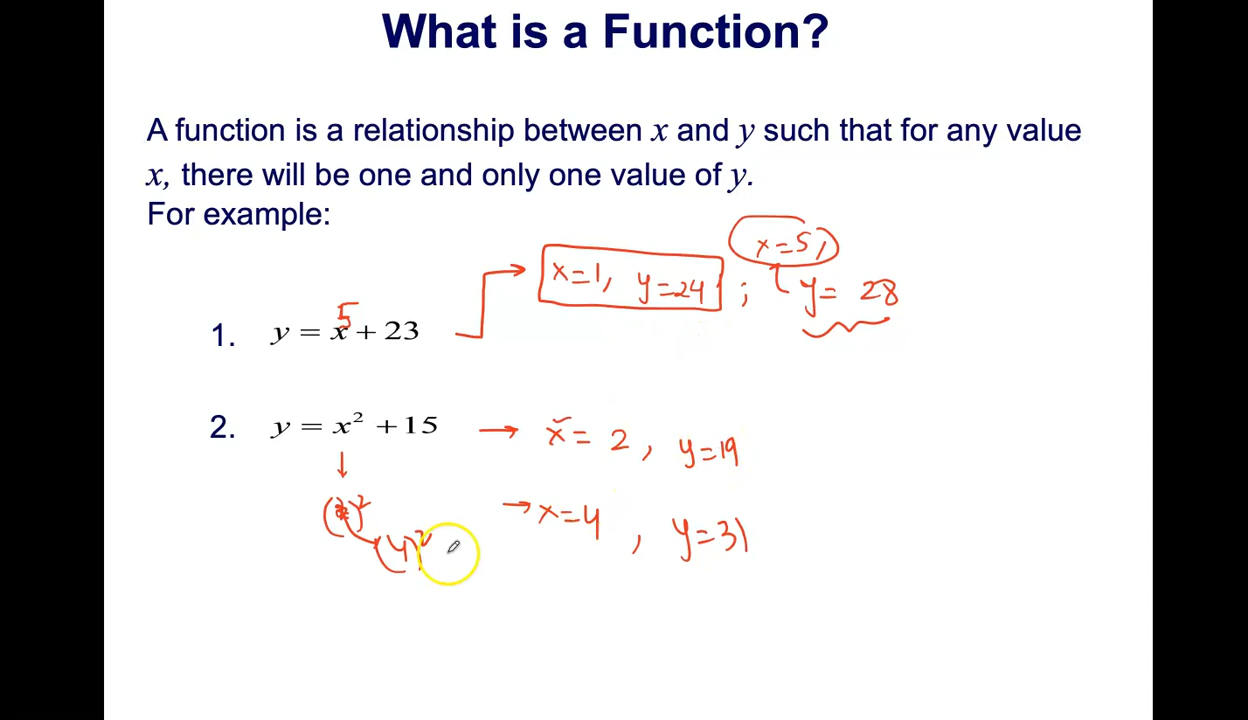 What is a Function?
A function is a relationship between x and y such that for any value
x, there will be one and only one value of y.
For example:
x=5,
x=1, y=24 ; y= 28
5
1. y = x + 23
2. y = x² + 15 → x = 2, y=19
→ x=4, y=31
( )²
(4)²